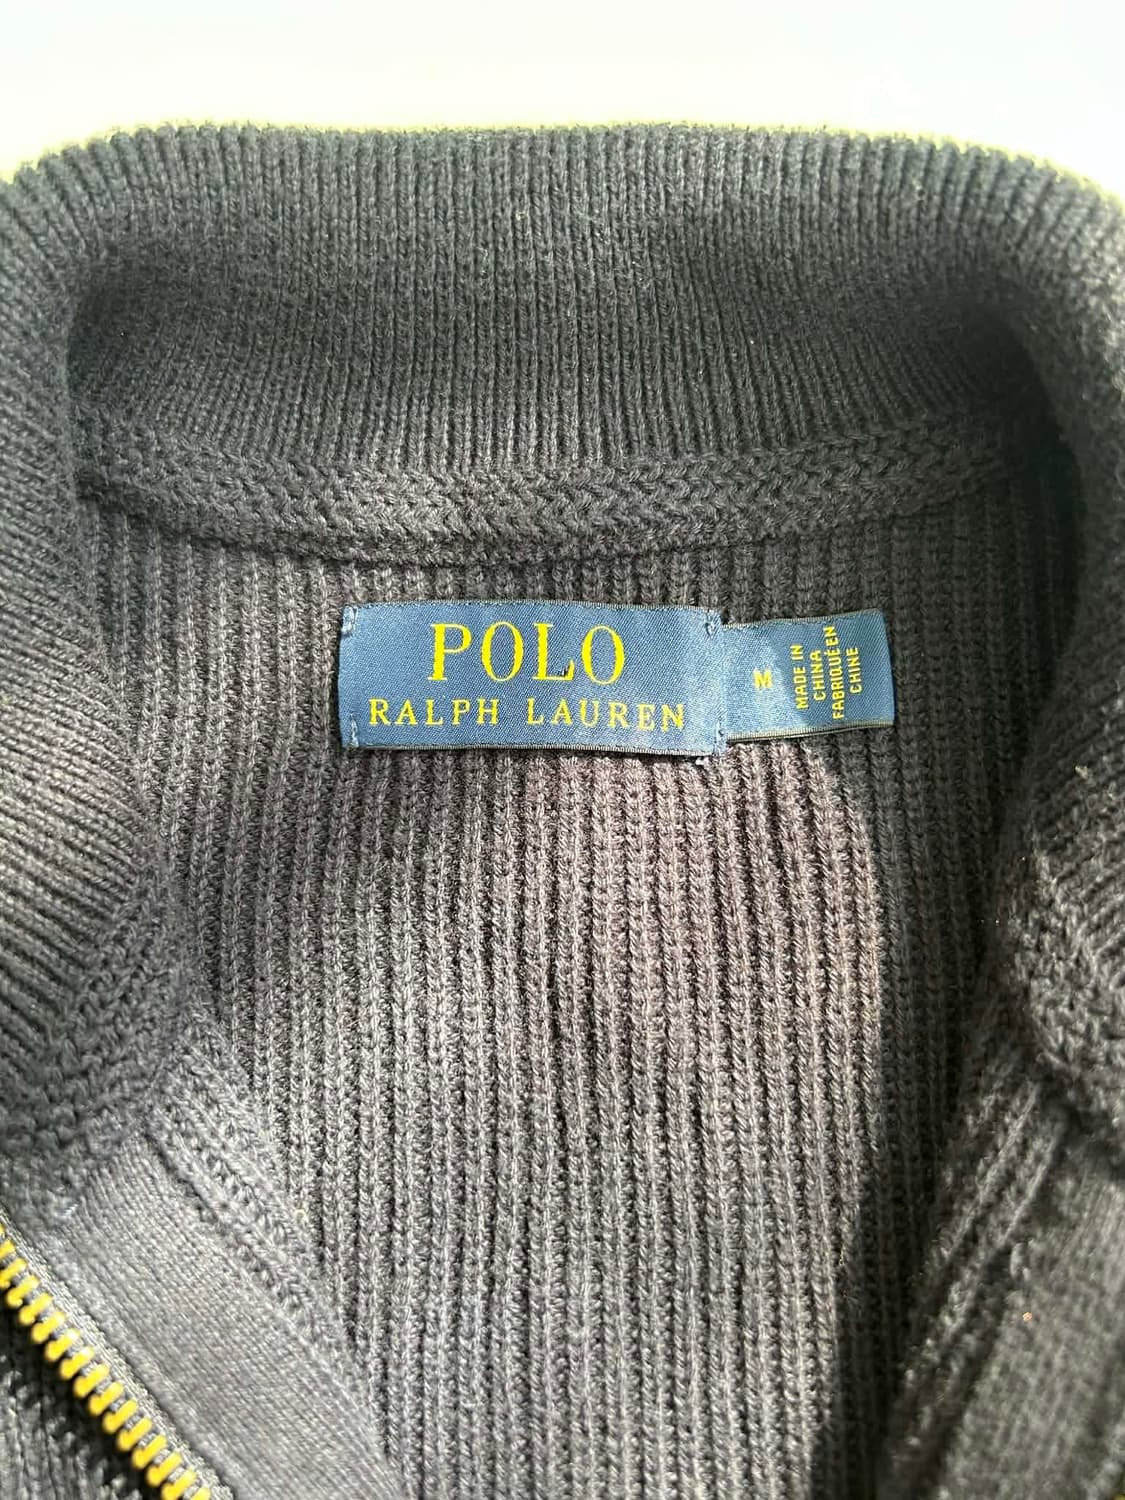 POLO
RALPH LAUREN
M
MADE IN
CHINA
FABRIQUÉ EN
CHINE